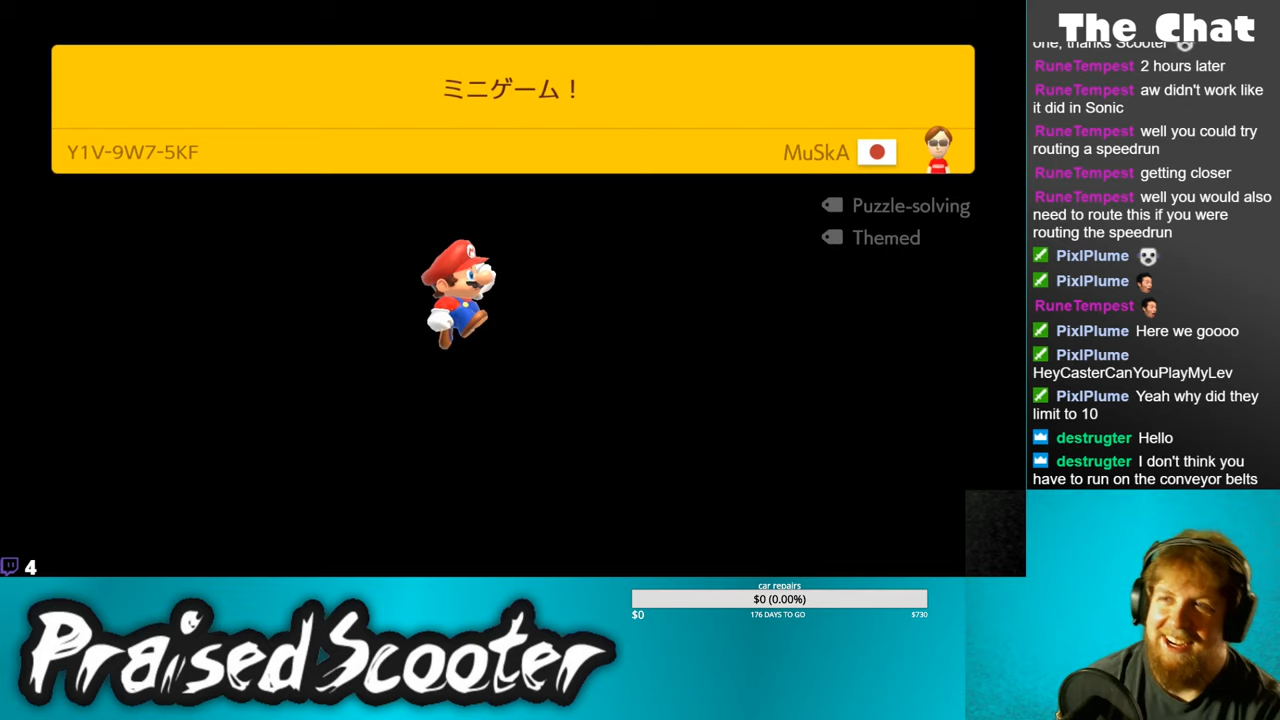 ミニゲーム！
Y1V-9W7-5KF
MuSkA
Puzzle-solving
Themed
M
4
PraisedScooter
car repairs
$0 (0.00%)
$0
176 DAYS TO GO
$730
The Chat
one, thanks Scooter
RuneTempest 2 hours later
RuneTempest aw didn't work like
it did in Sonic
RuneTempest well you could try
routing a speedrun
RuneTempest getting closer
RuneTempest well you would also
need to route this if you were
routing the speedrun
PixlPlume
PixlPlume
RuneTempest
PixlPlume Here we goooo
PixlPlume
HeyCasterCanYouPlayMyLev
PixlPlume Yeah why did they
limit to 10
destrugter Hello
destrugter I don't think you
have to run on the conveyor belts